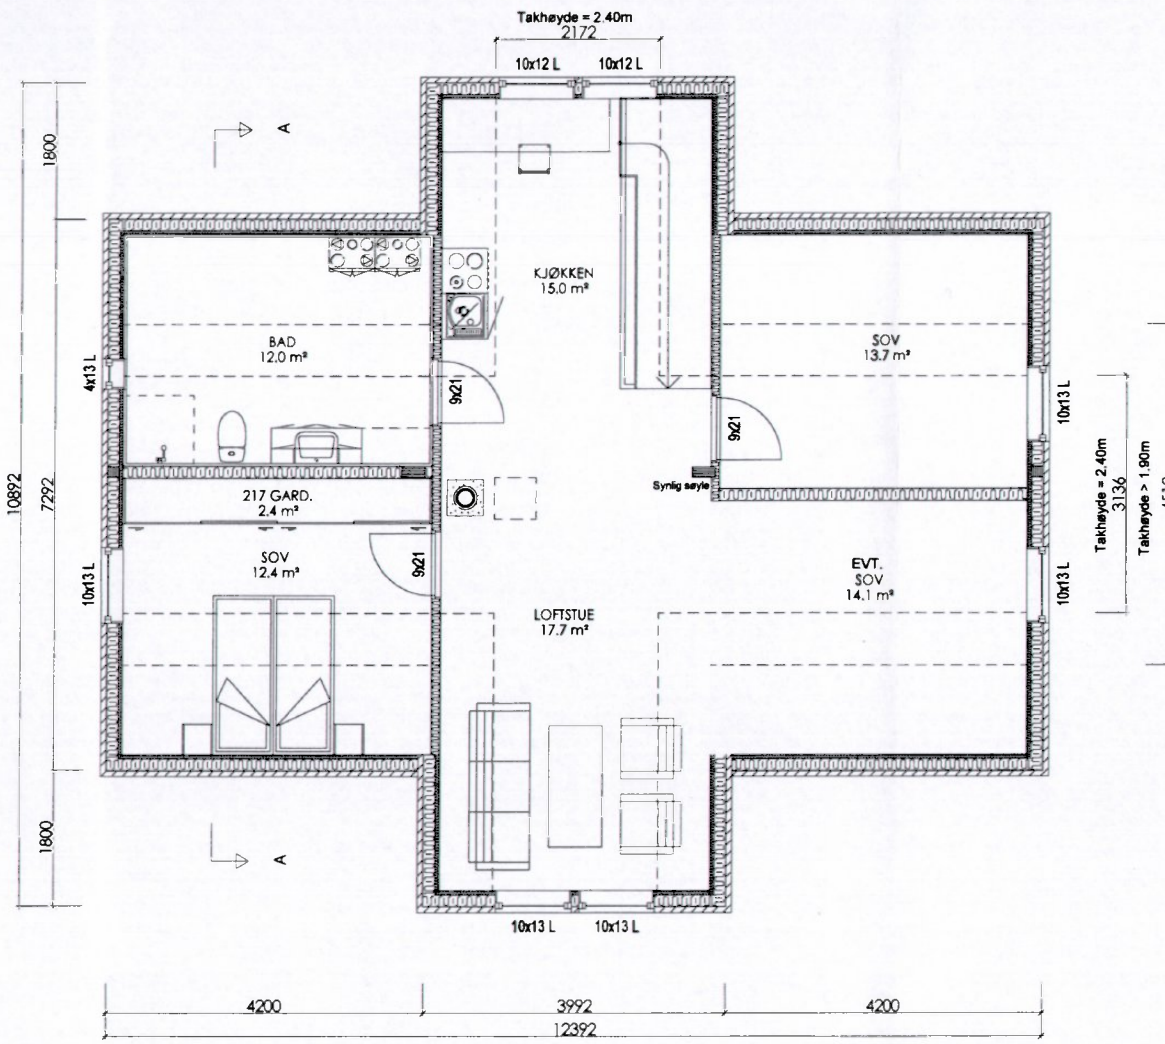 Takhøyde = 2.40m
2172
10x12 L
10x12 L
A
1800
KJØKKEN
15.0 m²
BAD
12.0 m²
SOV
13.7 m²
4x13 L
9x21
9x21
10x13 L
Synlig søyle
217 GARD.
2.4 m²
10892
7292
Takhøyde = 2.40m
3136
Takhøyde > 1.90m
SOV
12.4 m²
9x21
10x13 L
EVT.
SOV
14.1 m²
10x13 L
LOFTSTUE
17.7 m²
1800
A
10x13 L
10x13 L
4200
3992
4200
12392